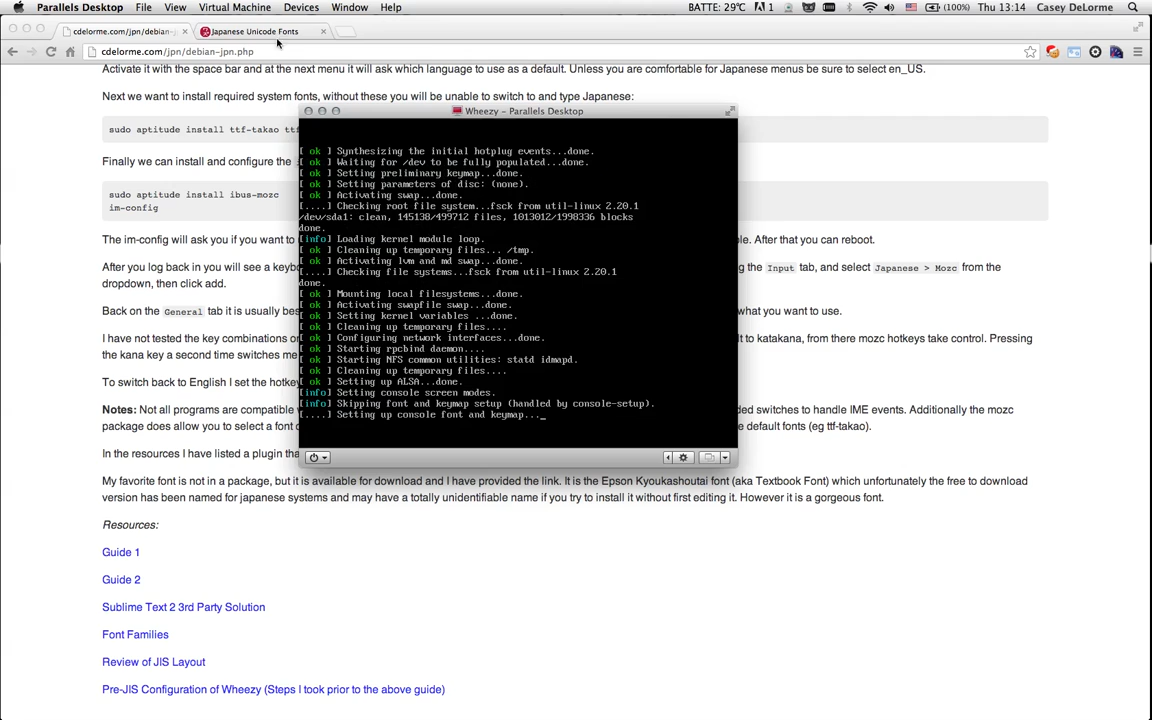 Parallels Desktop File View Virtual Machine Devices Window Help BATTE: 29℃ 1 (100%) Thu 13:14 Casey DeLorme
cdelorme.com/jpn/debian-j Japanese Unicode Fonts
cdelorme.com/jpn/debian-jpn.php
Activate it with the space bar and at the next menu it will ask which language to use as a default. Unless you are comfortable for Japanese menus be sure to select en_US.
Next we want to install required system fonts, without these you will be unable to switch to and type Japanese:
sudo aptitude install ttf-takao ttf
Finally we can install and configure the
sudo aptitude install ibus-mozc
im-config
The im-config will ask you if you want to
ble. After that you can reboot.
After you log back in you will see a keybo
ng the Input tab, and select Japanese > Mozc from the
dropdown, then click add.
Back on the General tab it is usually bes
what you want to use.
I have not tested the key combinations or
lt to katakana, from there mozc hotkeys take control. Pressing
the kana key a second time switches me
To switch back to English I set the hotkey
Notes: Not all programs are compatible
ded switches to handle IME events. Additionally the mozc
package does allow you to select a font o
e default fonts (eg ttf-takao).
In the resources I have listed a plugin tha
My favorite font is not in a package, but it is available for download and I have provided the link. It is the Epson Kyoukashoutai font (aka Textbook Font) which unfortunately the free to download
version has been named for japanese systems and may have a totally unidentifiable name if you try to install it without first editing it. However it is a gorgeous font.
Resources:
Guide 1
Guide 2
Sublime Text 2 3rd Party Solution
Font Families
Review of JIS Layout
Pre-JIS Configuration of Wheezy (Steps I took prior to the above guide)
Wheezy - Parallels Desktop
[ ok ] Synthesizing the initial hotplug events...done.
[ ok ] Waiting for /dev to be fully populated...done.
[ ok ] Setting preliminary keymap...done.
[ ok ] Setting parameters of disc: (none).
[ ok ] Activating swap...done.
[....] Checking root file system...fsck from util-linux 2.20.1
/dev/sda1: clean, 145138/499712 files, 1013012/1998336 blocks
done.
[info] Loading kernel module loop.
[ ok ] Cleaning up temporary files... /tmp.
[ ok ] Activating lvm and md swap...done.
[....] Checking file systems...fsck from util-linux 2.20.1
done.
[ ok ] Mounting local filesystems...done.
[ ok ] Activating swapfile swap...done.
[ ok ] Setting kernel variables ...done.
[ ok ] Cleaning up temporary files....
[ ok ] Configuring network interfaces...done.
[ ok ] Starting rpcbind daemon....
[ ok ] Starting NFS common utilities: statd idmapd.
[ ok ] Cleaning up temporary files....
[ ok ] Setting up ALSA...done.
[info] Setting console screen modes.
[info] Skipping font and keymap setup (handled by console-setup).
[....] Setting up console font and keymap..._